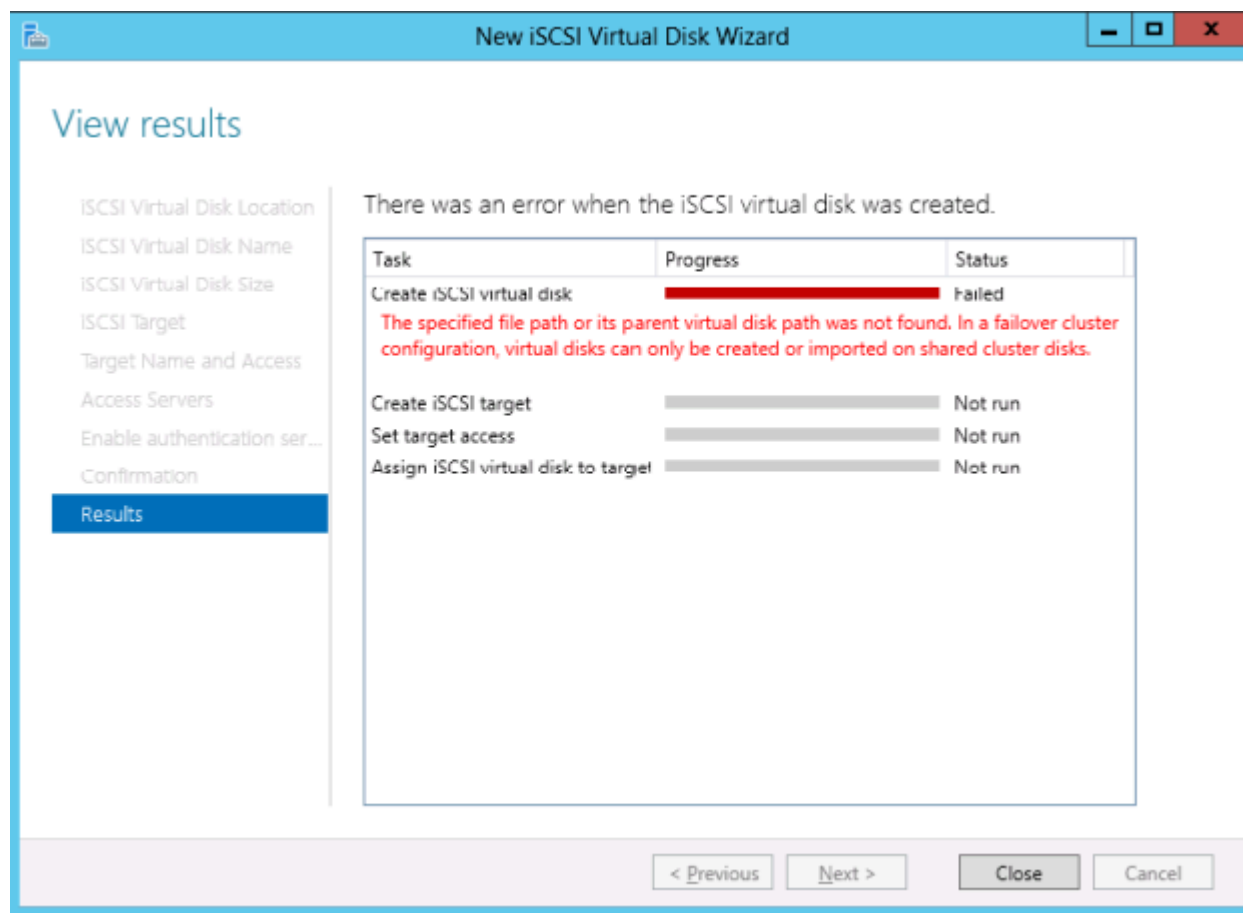 New iSCSI Virtual Disk Wizard
View results
iSCSI Virtual Disk Location
iSCSI Virtual Disk Name
iSCSI Virtual Disk Size
iSCSI Target
Target Name and Access
Access Servers
Enable authentication ser...
Confirmation
Results
There was an error when the iSCSI virtual disk was created.
Task Progress Status
Create iSCSI virtual disk Failed
The specified file path or its parent virtual disk path was not found. In a failover cluster
configuration, virtual disks can only be created or imported on shared cluster disks.
Create iSCSI target Not run
Set target access Not run
Assign iSCSI virtual disk to target Not run
< Previous Next > Close Cancel